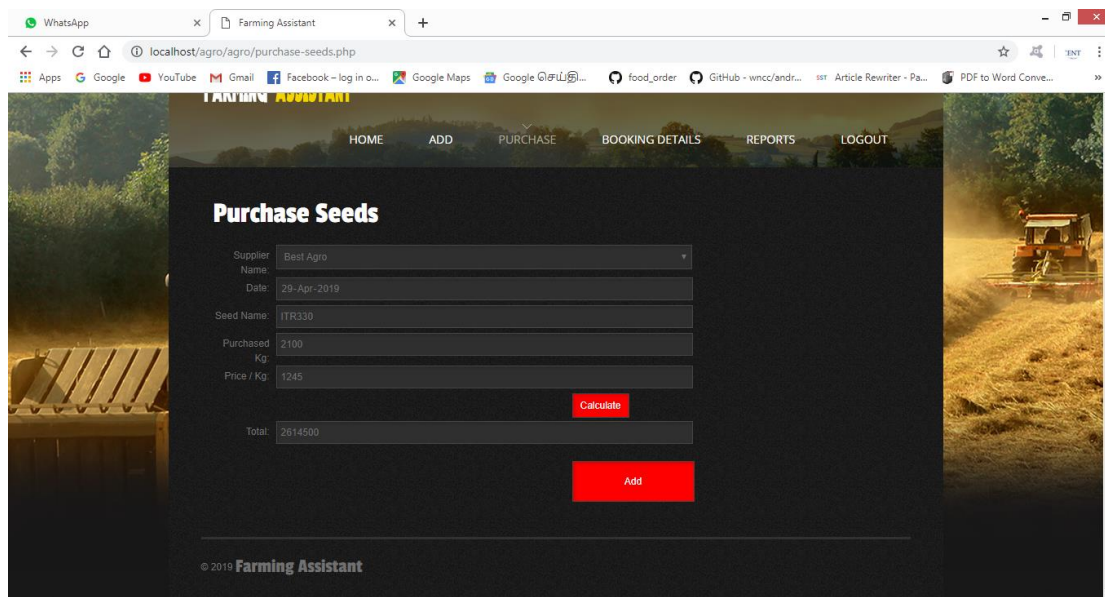 WhatsApp
Farming Assistant
localhost/agro/agro/purchase-seeds.php
Apps Google YouTube Gmail Facebook – log in o... Google Maps Google செய்தி... food_order GitHub - wncc/andr... SST Article Rewriter - Pa... PDF to Word Conve... »
FARMING ASSISTANT
HOME ADD PURCHASE BOOKING DETAILS REPORTS LOGOUT
Purchase Seeds
Supplier Name: Best Agro
Date: 29-Apr-2019
Seed Name: ITR330
Purchased Kg: 2100
Price / Kg: 1245
Calculate
Total: 2614500
Add
© 2019 Farming Assistant